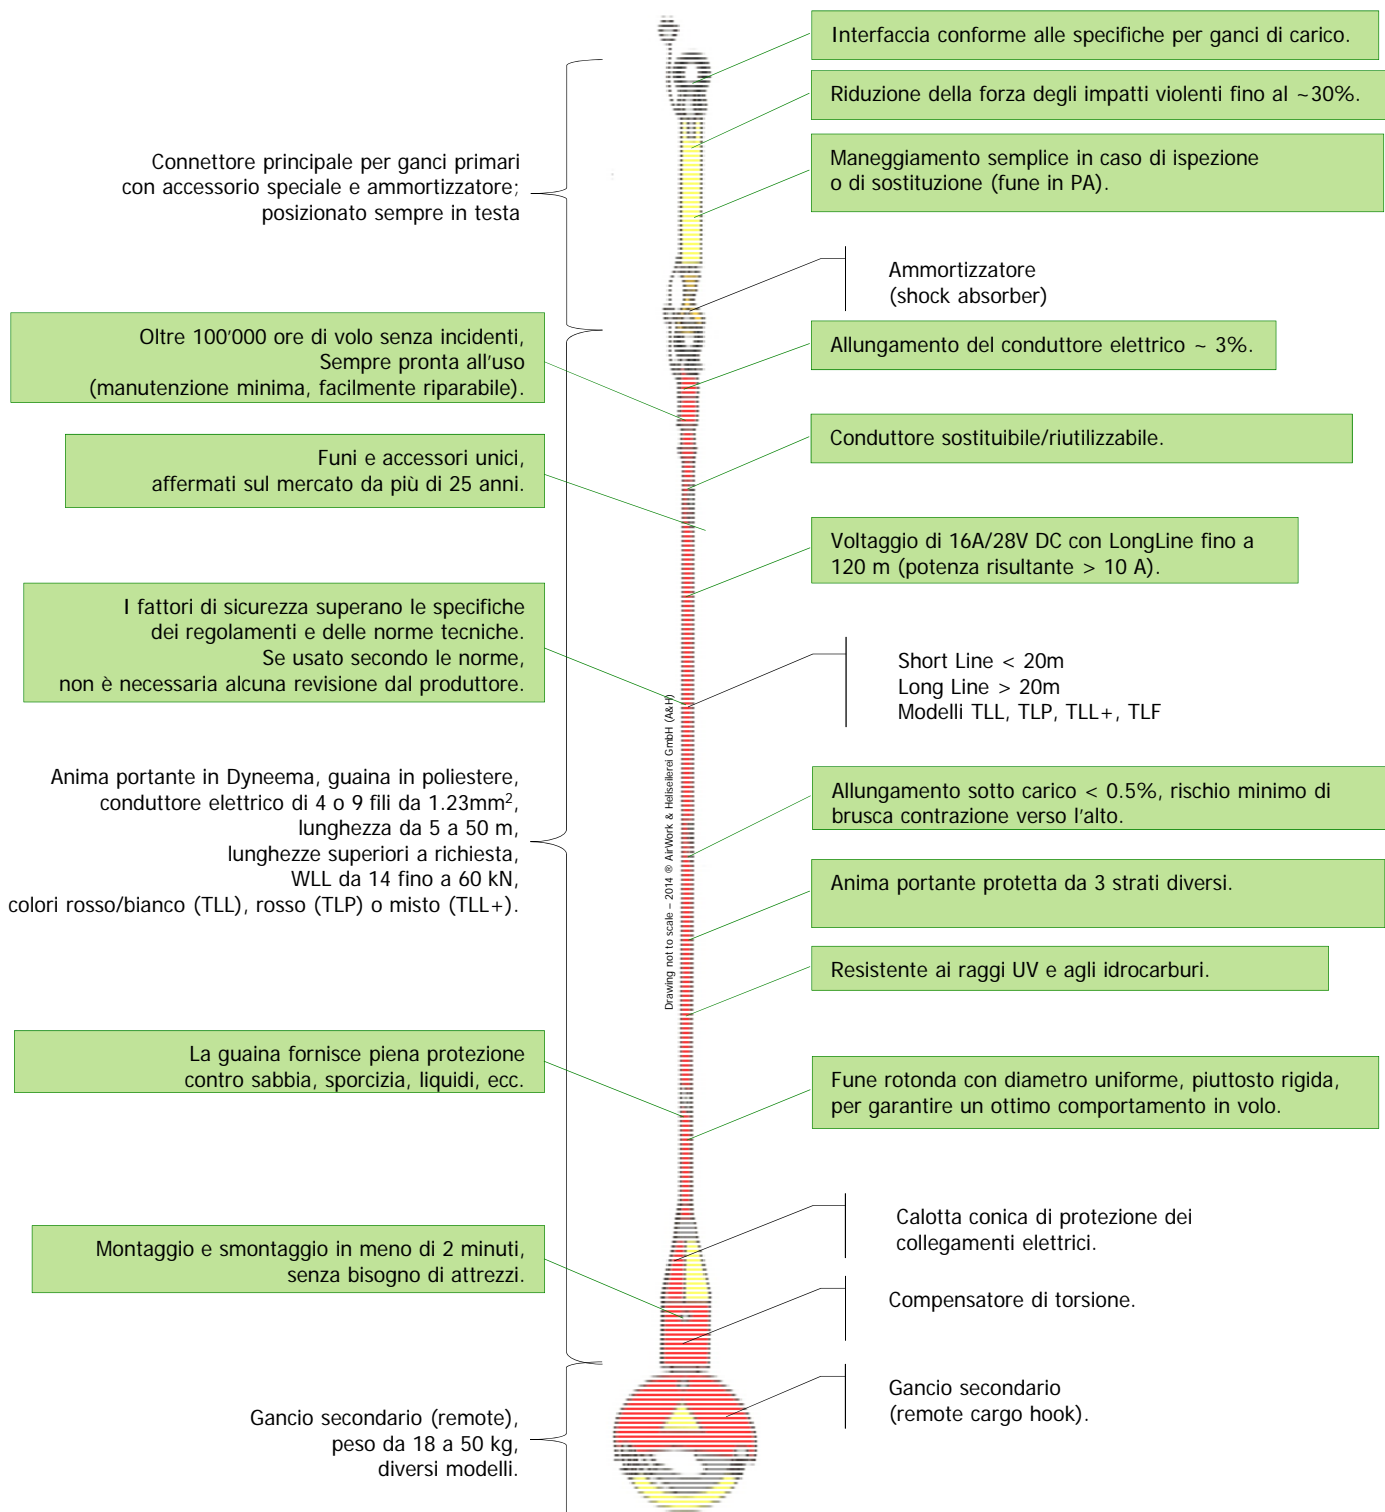 Interfaccia conforme alle specifiche per ganci di carico.
Riduzione della forza degli impatti violenti fino al ~30%.
Maneggiamento semplice in caso di ispezione
o di sostituzione (fune in PA).
Connettore principale per ganci primari
con accessorio speciale e ammortizzatore;
posizionato sempre in testa
Ammortizzatore
(shock absorber)
Oltre 100'000 ore di volo senza incidenti,
Sempre pronta all'uso
(manutenzione minima, facilmente riparabile).
Allungamento del conduttore elettrico ~ 3%.
Conduttore sostituibile/riutilizzabile.
Funi e accessori unici,
affermati sul mercato da più di 25 anni.
Voltaggio di 16A/28V DC con LongLine fino a
120 m (potenza risultante > 10 A).
I fattori di sicurezza superano le specifiche
dei regolamenti e delle norme tecniche.
Se usato secondo le norme,
non è necessaria alcuna revisione dal produttore.
Short Line < 20m
Long Line > 20m
Modelli TLL, TLP, TLL+, TLF
Drawing not to scale – 2014 ® AirWork & Heliseilerei GmbH (A&H)
Anima portante in Dyneema, guaina in poliestere,
conduttore elettrico di 4 o 9 fili da 1.23mm²,
lunghezza da 5 a 50 m,
lunghezze superiori a richiesta,
WLL da 14 fino a 60 kN,
colori rosso/bianco (TLL), rosso (TLP) o misto (TLL+).
Allungamento sotto carico < 0.5%, rischio minimo di
brusca contrazione verso l'alto.
Anima portante protetta da 3 strati diversi.
Resistente ai raggi UV e agli idrocarburi.
La guaina fornisce piena protezione
contro sabbia, sporcizia, liquidi, ecc.
Fune rotonda con diametro uniforme, piuttosto rigida,
per garantire un ottimo comportamento in volo.
Calotta conica di protezione dei
collegamenti elettrici.
Montaggio e smontaggio in meno di 2 minuti,
senza bisogno di attrezzi.
Compensatore di torsione.
Gancio secondario
(remote cargo hook).
Gancio secondario (remote),
peso da 18 a 50 kg,
diversi modelli.